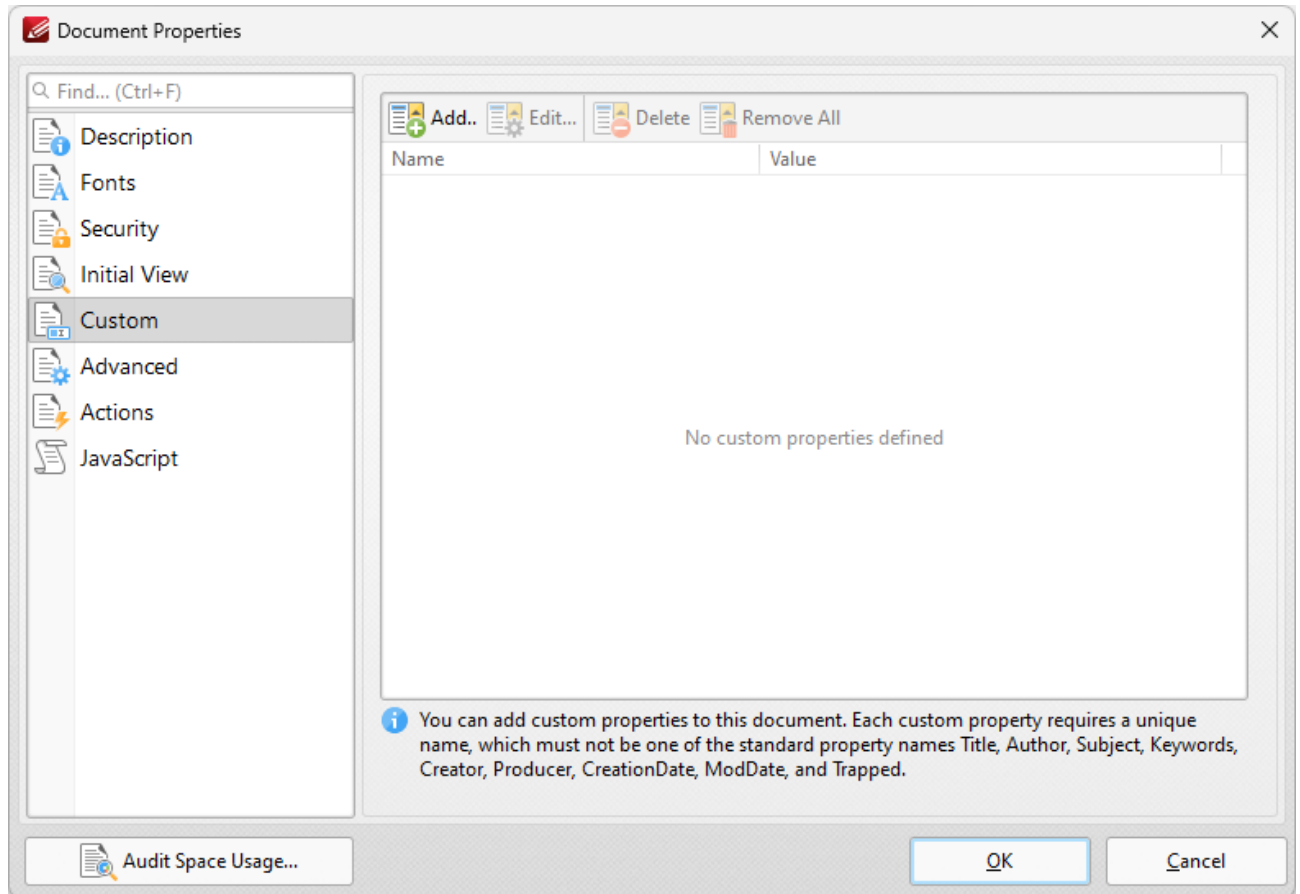 Document Properties
Find... (Ctrl+F)
Description
Fonts
Security
Initial View
Custom
Advanced
Actions
JavaScript
Add.. Edit... Delete Remove All
Name Value
No custom properties defined
You can add custom properties to this document. Each custom property requires a unique
name, which must not be one of the standard property names Title, Author, Subject, Keywords,
Creator, Producer, CreationDate, ModDate, and Trapped.
Audit Space Usage...
OK Cancel